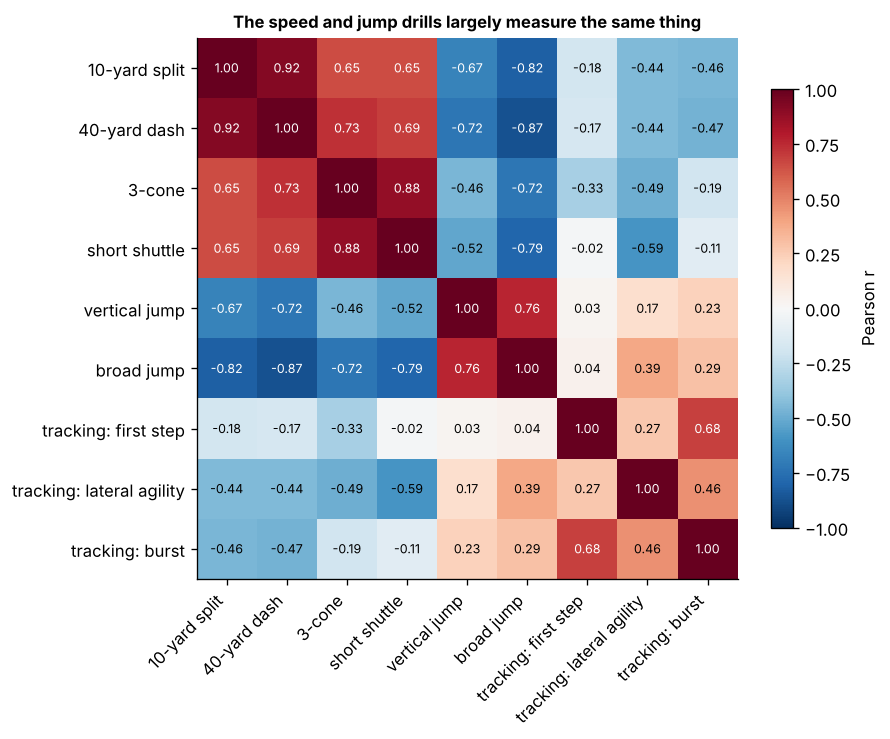 The speed and jump drills largely measure the same thing
10-yard split 1.00 0.92 0.65 0.65 -0.67 -0.82 -0.18 -0.44 -0.46
40-yard dash 0.92 1.00 0.73 0.69 -0.72 -0.87 -0.17 -0.44 -0.47
3-cone 0.65 0.73 1.00 0.88 -0.46 -0.72 -0.33 -0.49 -0.19
short shuttle 0.65 0.69 0.88 1.00 -0.52 -0.79 -0.02 -0.59 -0.11
vertical jump -0.67 -0.72 -0.46 -0.52 1.00 0.76 0.03 0.17 0.23
broad jump -0.82 -0.87 -0.72 -0.79 0.76 1.00 0.04 0.39 0.29
tracking: first step -0.18 -0.17 -0.33 -0.02 0.03 0.04 1.00 0.27 0.68
tracking: lateral agility -0.44 -0.44 -0.49 -0.59 0.17 0.39 0.27 1.00 0.46
tracking: burst -0.46 -0.47 -0.19 -0.11 0.23 0.29 0.68 0.46 1.00
10-yard split
40-yard dash
3-cone
short shuttle
vertical jump
broad jump
tracking: first step
tracking: lateral agility
tracking: burst
1.00
0.75
0.50
0.25
0.00
−0.25
−0.50
−0.75
−1.00
Pearson r